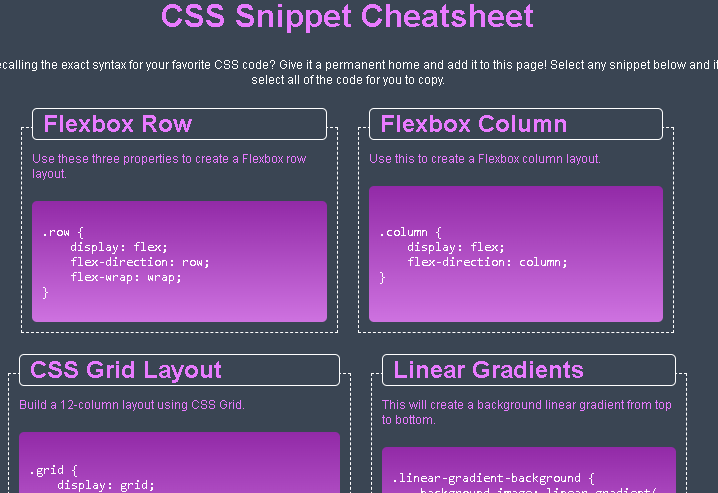 CSS Snippet Cheatsheet
ecalling the exact syntax for your favorite CSS code? Give it a permanent home and add it to this page! Select any snippet below and i
select all of the code for you to copy.
Flexbox Row
Use these three properties to create a Flexbox row
layout.
.row {
    display: flex;
    flex-direction: row;
    flex-wrap: wrap;
}
Flexbox Column
Use this to create a Flexbox column layout.
.column {
    display: flex;
    flex-direction: column;
}
CSS Grid Layout
Build a 12-column layout using CSS Grid.
.grid {
    display: grid;
Linear Gradients
This will create a background linear gradient from top
to bottom.
.linear-gradient-background {
    background-image: linear-gradient(